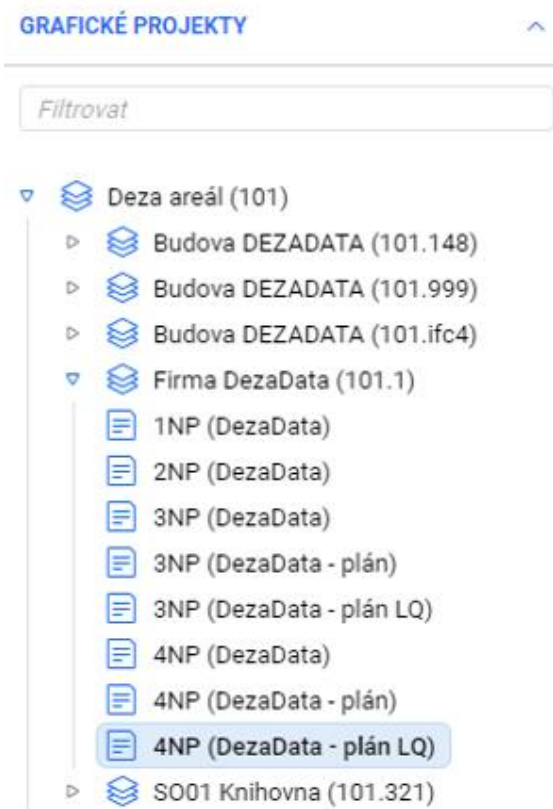 GRAFICKÉ PROJEKTY
Filtrovat
Deza areál (101)
Budova DEZADATA (101.148)
Budova DEZADATA (101.999)
Budova DEZADATA (101.ifc4)
Firma DezaData (101.1)
1NP (DezaData)
2NP (DezaData)
3NP (DezaData)
3NP (DezaData - plán)
3NP (DezaData - plán LQ)
4NP (DezaData)
4NP (DezaData - plán)
4NP (DezaData - plán LQ)
SO01 Knihovna (101.321)